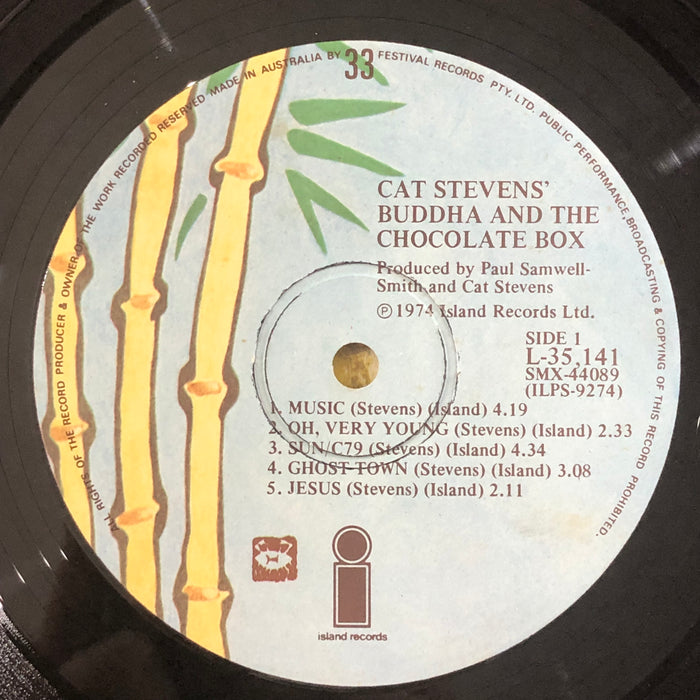 ALL RIGHTS OF THE RECORD PRODUCER & OWNER OF THE WORK RECORDED RESERVED MADE IN AUSTRALIA BY FESTIVAL RECORDS PTY. LTD. PUBLIC PERFORMANCE, BROADCASTING & COPYING OF THIS RECORD PROHIBITED.
33
CAT STEVENS'
BUDDHA AND THE
CHOCOLATE BOX
Produced by Paul Samwell-
Smith and Cat Stevens
℗ 1974 Island Records Ltd.
SIDE 1
L-35,141
SMX-44089
(ILPS-9274)
1. MUSIC (Stevens) (Island) 4.19
2. OH, VERY YOUNG (Stevens) (Island) 2.33
3. SUN/C79 (Stevens) (Island) 4.34
4. GHOST TOWN (Stevens) (Island) 3.08
5. JESUS (Stevens) (Island) 2.11
i
island records